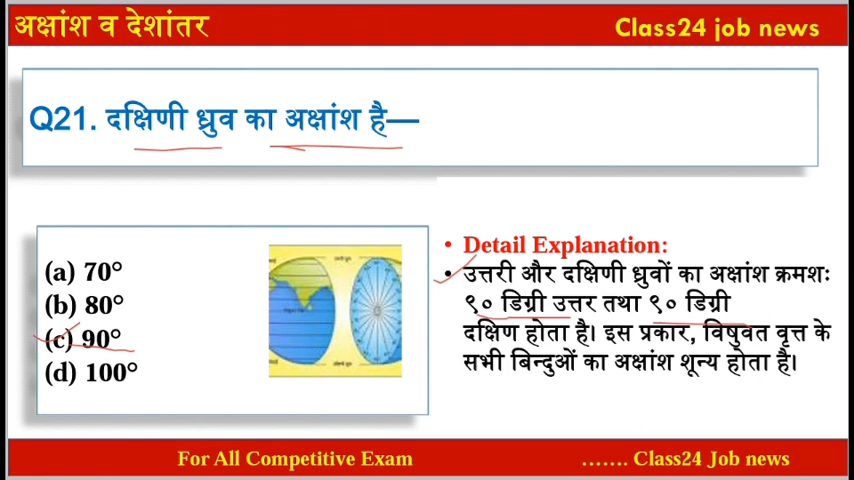 अक्षांश व देशांतर
Class24 job news
Q21. दक्षिणी ध्रुव का अक्षांश है—
(a) 70°
(b) 80°
(c) 90°
(d) 100°
• Detail Explanation:
• उत्तरी और दक्षिणी ध्रुवों का अक्षांश क्रमशः
९० डिग्री उत्तर तथा ९० डिग्री
दक्षिण होता है। इस प्रकार, विषुवत वृत्त के
सभी बिन्दुओं का अक्षांश शून्य होता है।
For All Competitive Exam
....... Class24 Job news